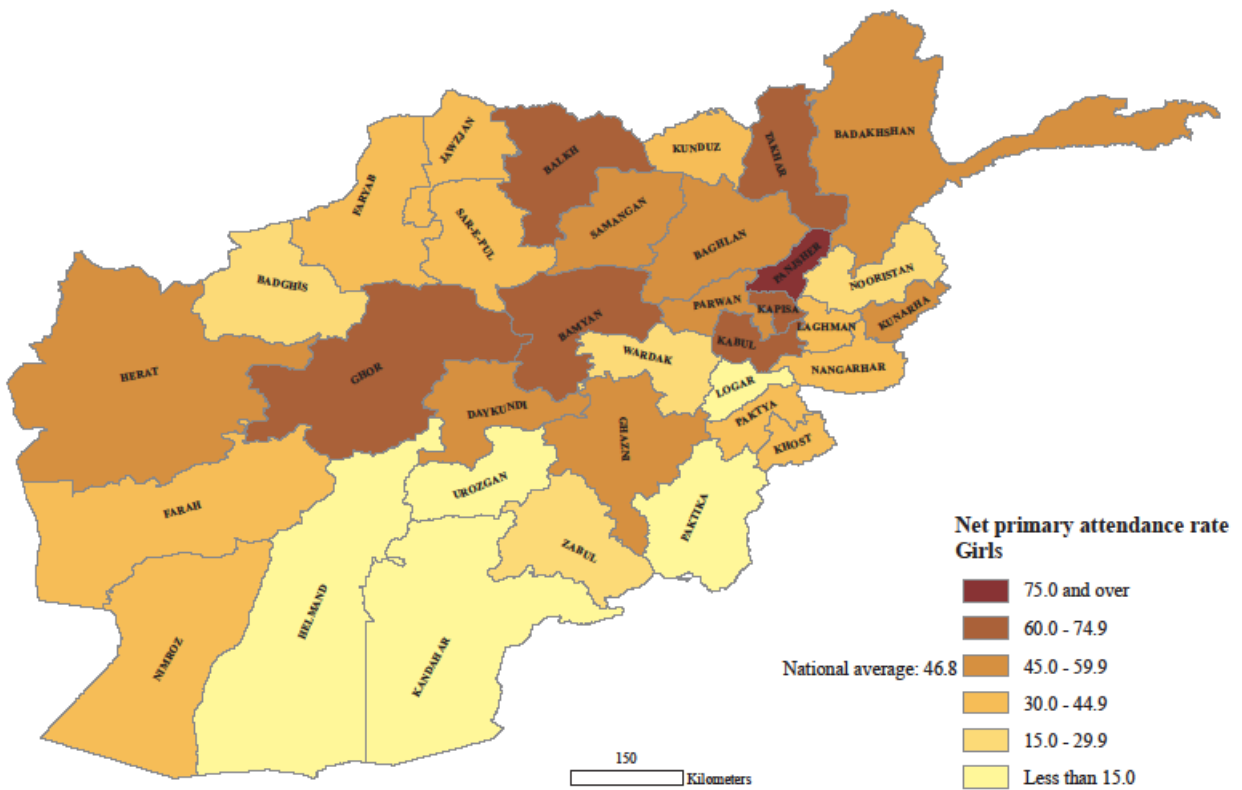 BADAKHSHAN
JAWZJAN
BALKH
KUNDUZ
TAKHAR
FARYAB
SAR-E-PUL
SAMANGAN
BAGHLAN
PANJSHER
NOORISTAN
BADGHIS
PARWAN
KAPISA
LAGHMAN
KUNARHA
BAMYAN
KABUL
WARDAK
NANGARHAR
HERAT
GHOR
LOGAR
DAYKUNDI
PAKTYA
GHAZNI
KHOST
UROZGAN
FARAH
PAKTIKA
ZABUL
HELMAND
NIMROZ
KANDAHAR
Net primary attendance rate
Girls
75.0 and over
60.0 - 74.9
National average: 46.8
45.0 - 59.9
30.0 - 44.9
15.0 - 29.9
Less than 15.0
150
Kilometers